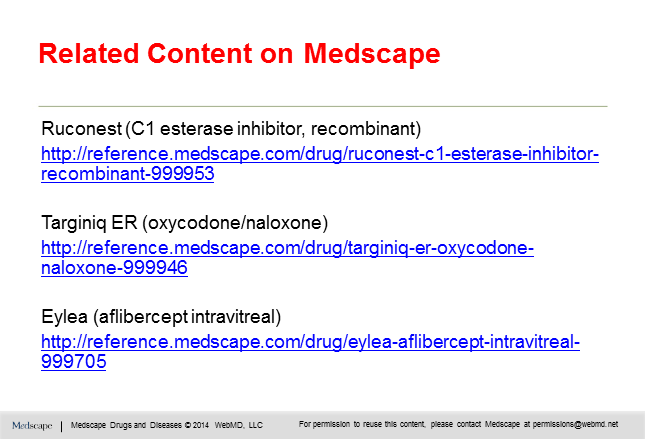 Related Content on Medscape
Ruconest (C1 esterase inhibitor, recombinant)
http://reference.medscape.com/drug/ruconest-c1-esterase-inhibitor-
recombinant-999953
Targiniq ER (oxycodone/naloxone)
http://reference.medscape.com/drug/targiniq-er-oxycodone-
naloxone-999946
Eylea (aflibercept intravitreal)
http://reference.medscape.com/drug/eylea-aflibercept-intravitreal-
999705
Medscape | Medscape Drugs and Diseases © 2014 WebMD, LLC For permission to reuse this content, please contact Medscape at permissions@webmd.net